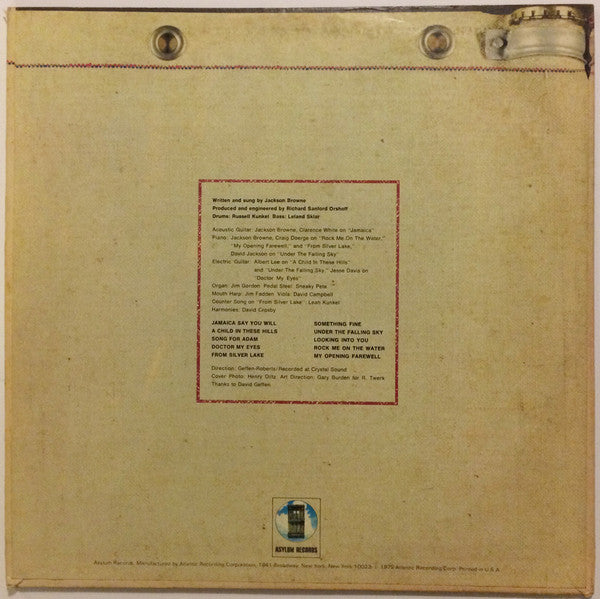 Written and sung by Jackson Browne
Produced and engineered by Richard Sanford Orshoff
Drums: Russell Kunkel Bass: Leland Sklar
Acoustic Guitar: Jackson Browne, Clarence White on "Jamaica"
Piano: Jackson Browne, Craig Doerge on "Rock Me On The Water,"
"My Opening Farewell," and "From Silver Lake,"
David Jackson on "Under The Falling Sky"
Electric Guitar: Albert Lee on "A Child In These Hills"
and "Under The Falling Sky," Jesse Davis on
"Doctor My Eyes"
Organ: Jim Gordon Pedal Steel: Sneaky Pete
Mouth Harp: Jim Fadden Viola: David Campbell
Counter Song on "From Silver Lake": Leah Kunkel
Harmonies: David Crosby
JAMAICA SAY YOU WILL
A CHILD IN THESE HILLS
SONG FOR ADAM
DOCTOR MY EYES
FROM SILVER LAKE
SOMETHING FINE
UNDER THE FALLING SKY
LOOKING INTO YOU
ROCK ME ON THE WATER
MY OPENING FAREWELL
Direction: Geffen-Roberts/Recorded at Crystal Sound
Cover Photo: Henry Diltz Art Direction: Gary Burden for R. Twerk
Thanks to David Geffen
ASYLUM RECORDS
Asylum Records, Manufactured by Atlantic Recording Corporation, 1841 Broadway, New York, New York 10023 Atlantic Recording Corp. Printed in U.S.A.